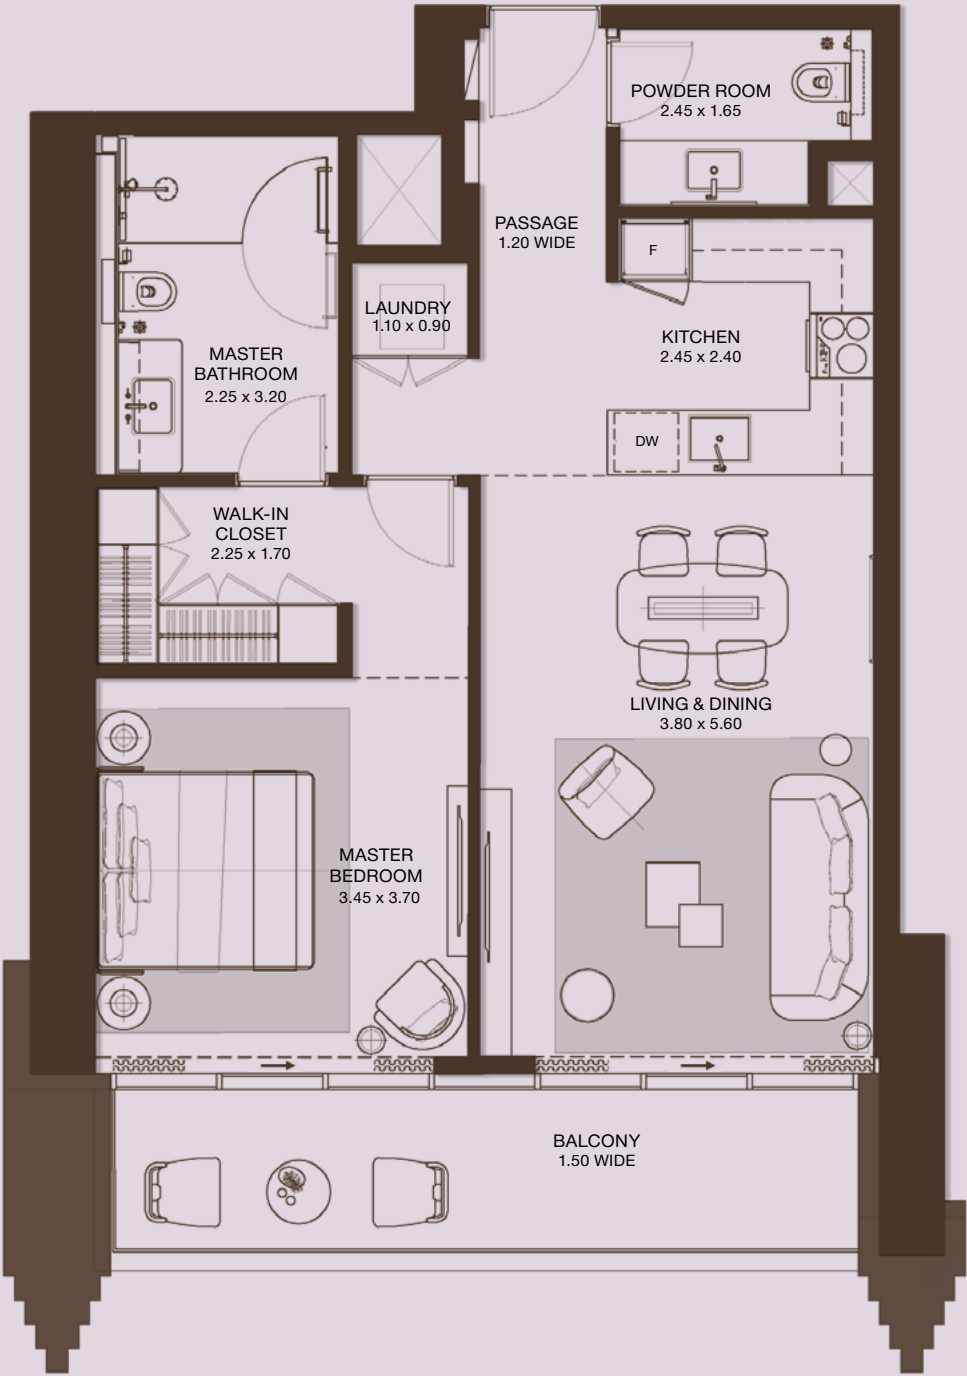 POWDER ROOM
2.45 x 1.65
PASSAGE
1.20 WIDE
F
LAUNDRY
1.10 x 0.90
KITCHEN
2.45 x 2.40
MASTER
BATHROOM
2.25 x 3.20
DW
WALK-IN
CLOSET
2.25 x 1.70
LIVING & DINING
3.80 x 5.60
MASTER
BEDROOM
3.45 x 3.70
BALCONY
1.50 WIDE